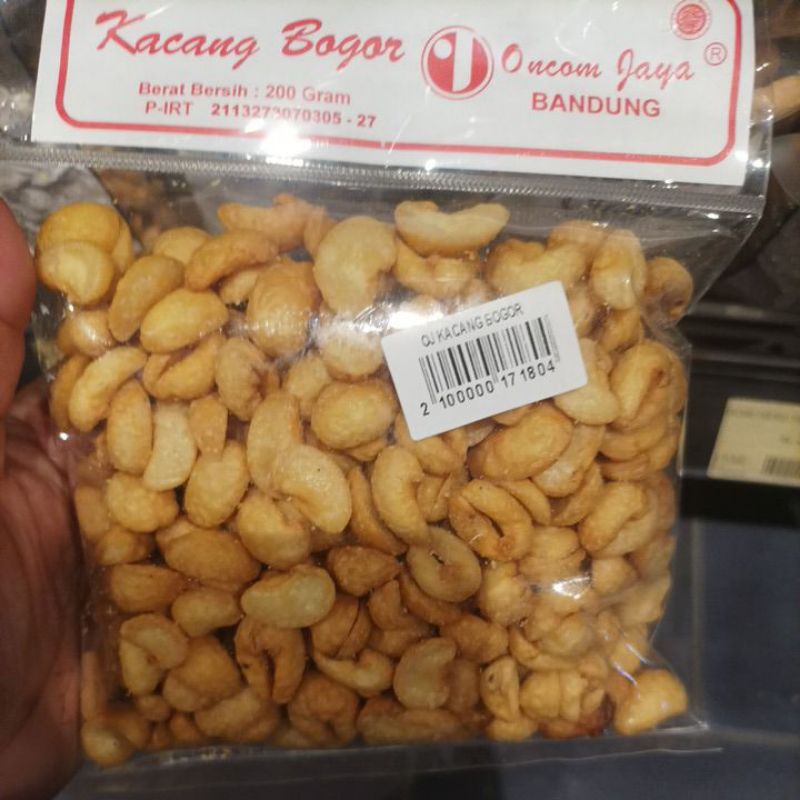 Kacang Bogor
Berat Bersih : 200 Gram
P-IRT 2113273070305 - 27
Oncom Jaya ®
BANDUNG
OJ KACANG BOGOR
2 100000 171804